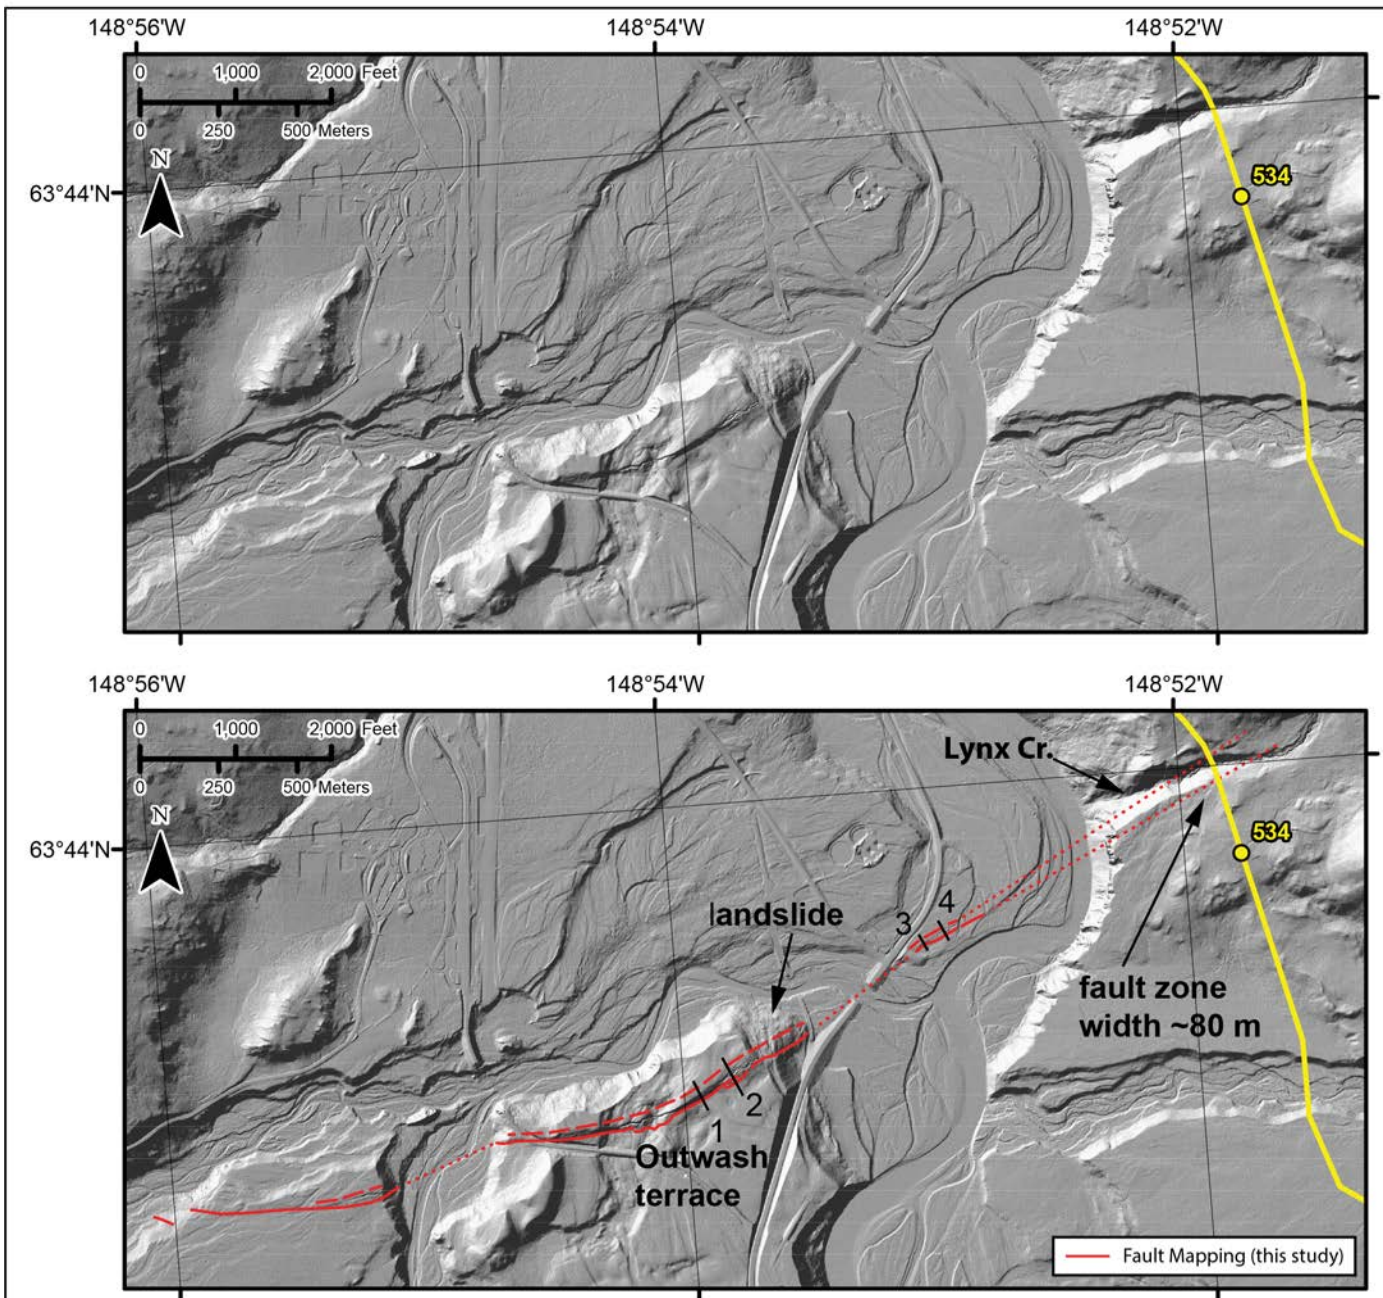 148°56'W 148°54'W 148°52'W
0 1,000 2,000 Feet
0 250 500 Meters
N
63°44'N
534
148°56'W 148°54'W 148°52'W
0 1,000 2,000 Feet
0 250 500 Meters
N
Lynx Cr.
63°44'N
534
landslide
3 4
fault zone
width ~80 m
1 2
Outwash
terrace
Fault Mapping (this study)